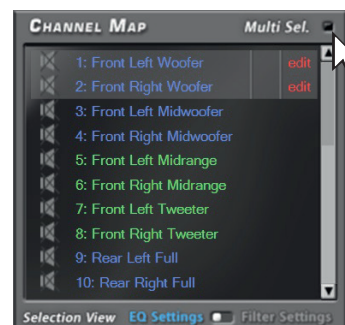 Channel Map Multi Sel.
1: Front Left Woofer edit
2: Front Right Woofer edit
3: Front Left Midwoofer
4: Front Right Midwoofer
5: Front Left Midrange
6: Front Right Midrange
7: Front Left Tweeter
8: Front Right Tweeter
9: Rear Left Full
10: Rear Right Full
Selection View EQ Settings Filter Settings